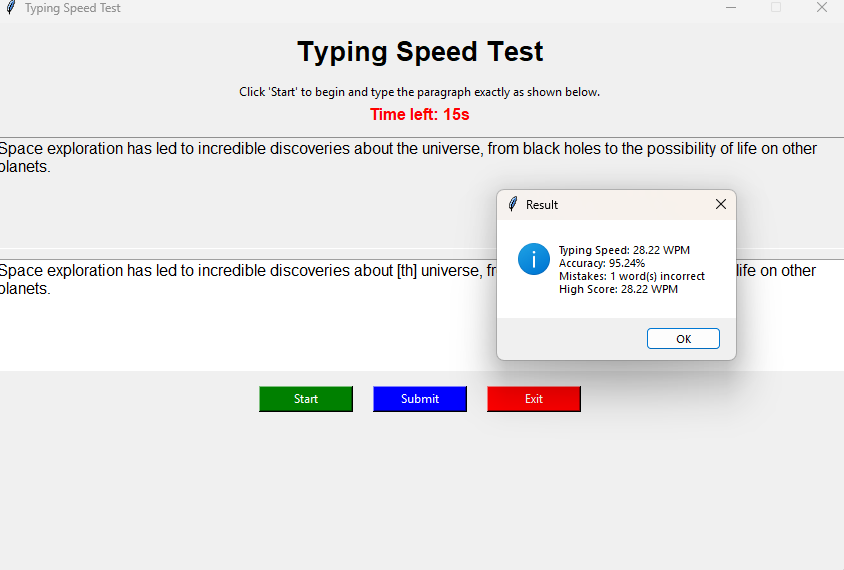 Typing Speed Test
Typing Speed Test
Click 'Start' to begin and type the paragraph exactly as shown below.
Time left: 15s
Space exploration has led to incredible discoveries about the universe, from black holes to the possibility of life on other
planets.
Result
Typing Speed: 28.22 WPM
Accuracy: 95.24%
Mistakes: 1 word(s) incorrect
High Score: 28.22 WPM
OK
Space exploration has led to incredible discoveries about [th] universe, life on other
planets.
Start
Submit
Exit